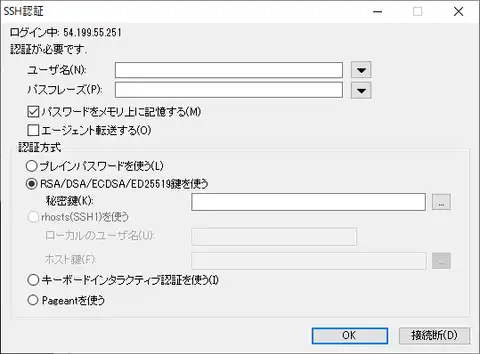 SSH認証
ログイン中: 54.199.55.251
認証が必要です.
ユーザ名(N):
パスフレーズ(P):
パスワードをメモリ上に記憶する(M)
エージェント転送する(O)
認証方式
プレインパスワードを使う(L)
RSA/DSA/ECDSA/ED25519鍵を使う
秘密鍵(K):
...
rhosts(SSH1)を使う
ローカルのユーザ名(U):
ホスト鍵(F):
...
キーボードインタラクティブ認証を使う(I)
Pageantを使う
OK
接続断(D)